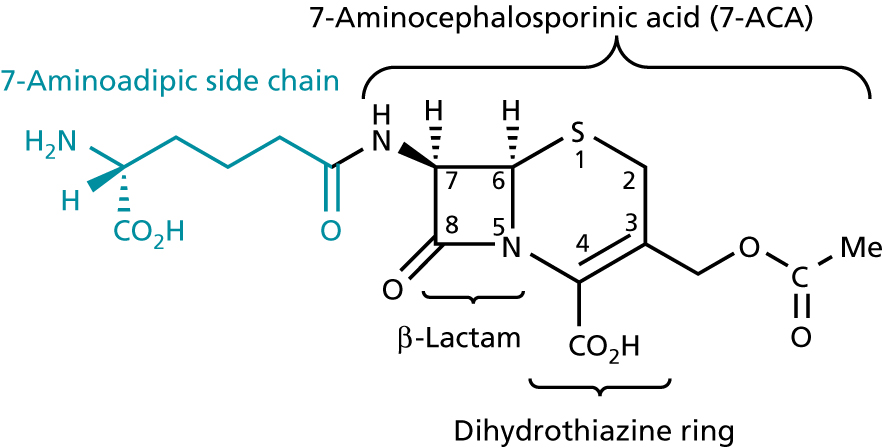 7-Aminocephalosporinic acid (7-ACA)
7-Aminoadipic side chain
H
N
H
H
S
1
H₂N
7
6
2
H
CO₂H
O
8
5
N
4
3
O
Me
C
O
O
β-Lactam
CO₂H
Dihydrothiazine ring